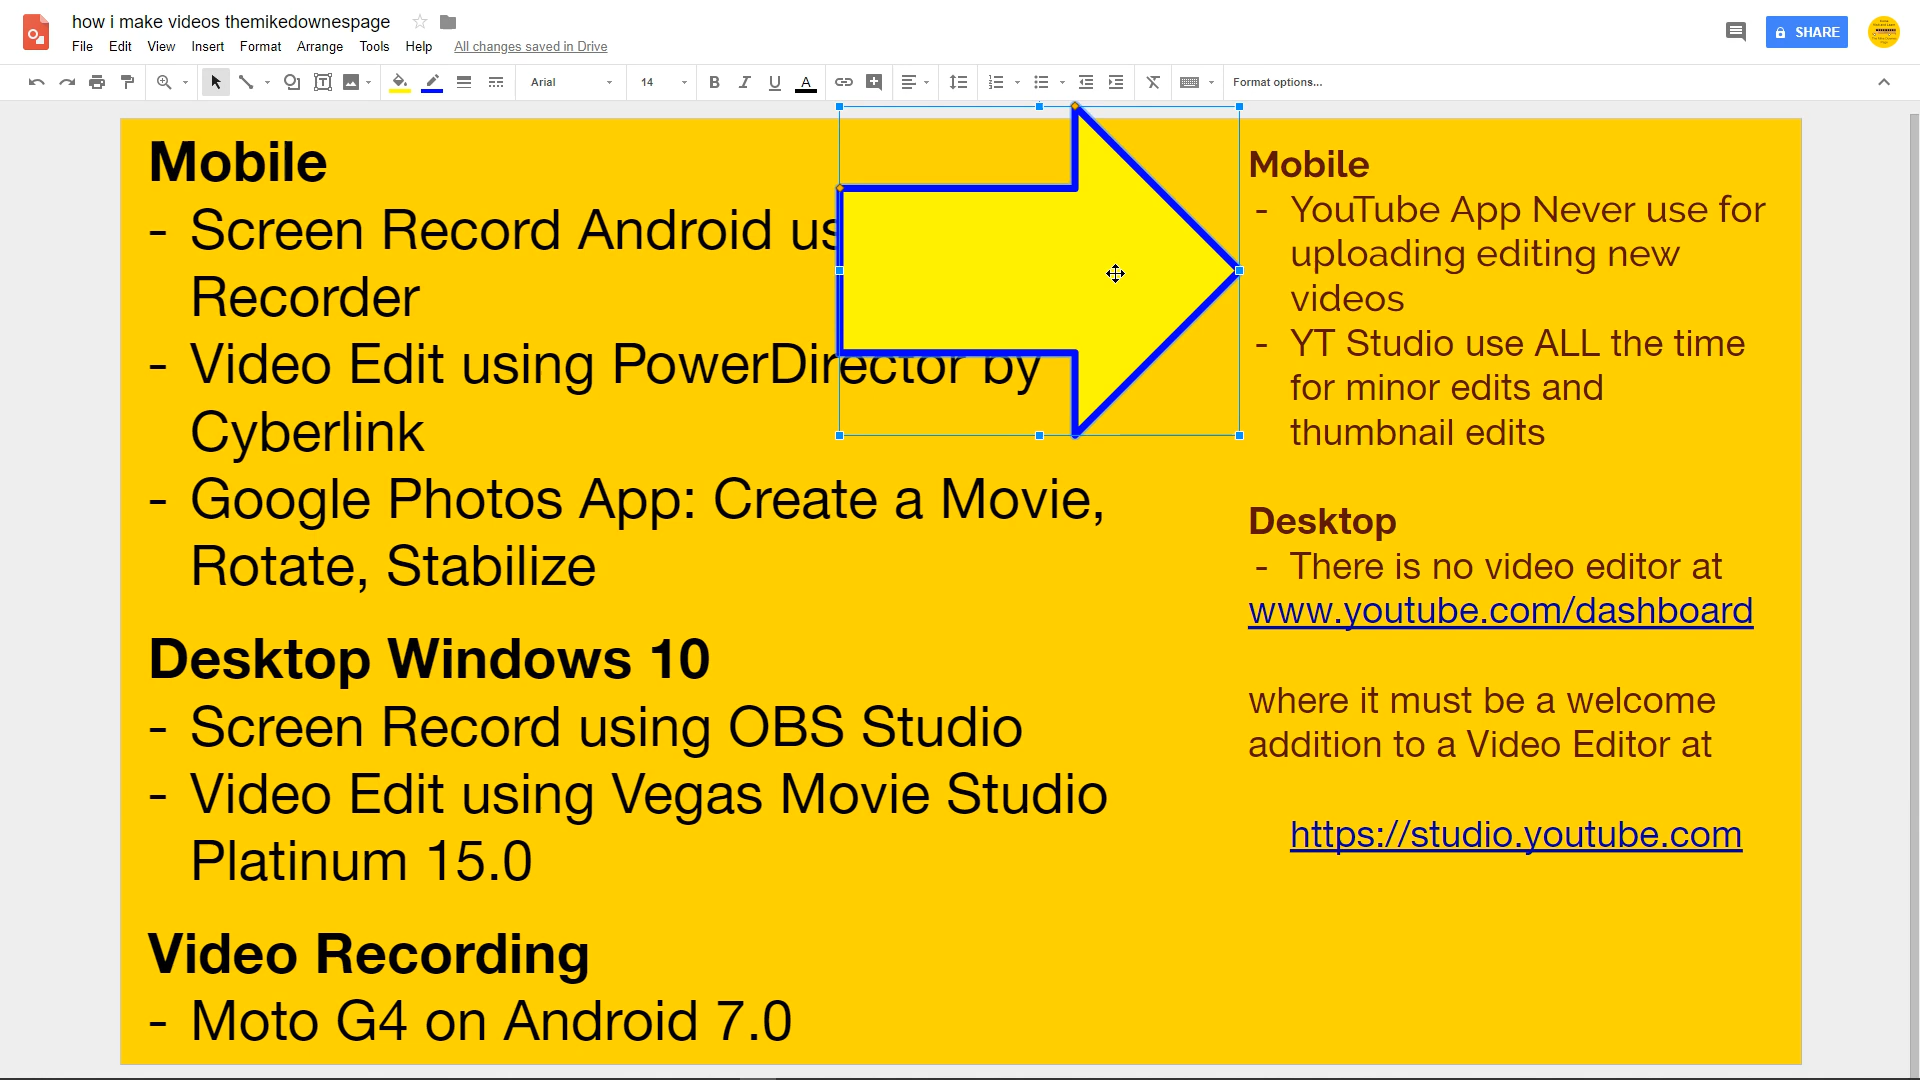 how i make videos themikedownespage
File Edit View Insert Format Arrange Tools Help All changes saved in Drive
SHARE
Arial 14 B I U A Format options...
Mobile
- Screen Record Android
Recorder
- Video Edit using PowerDirector by
Cyberlink
- Google Photos App: Create a Movie,
Rotate, Stabilize
Desktop Windows 10
- Screen Record using OBS Studio
- Video Edit using Vegas Movie Studio
Platinum 15.0
Video Recording
- Moto G4 on Android 7.0
Mobile
- YouTube App Never use for
uploading editing new
videos
- YT Studio use ALL the time
for minor edits and
thumbnail edits
Desktop
- There is no video editor at
www.youtube.com/dashboard
where it must be a welcome
addition to a Video Editor at
https://studio.youtube.com